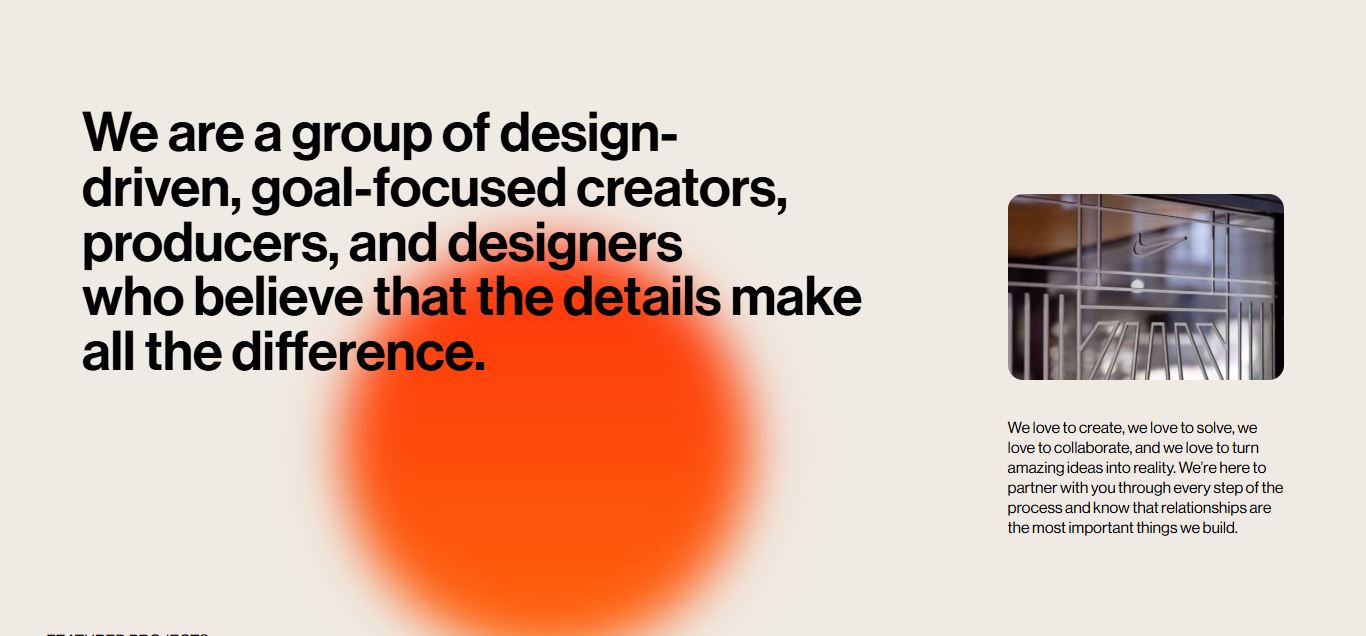 We are a group of design-
driven, goal-focused creators,
producers, and designers
who believe that the details make
all the difference.
We love to create, we love to solve, we
love to collaborate, and we love to turn
amazing ideas into reality. We’re here to
partner with you through every step of the
process and know that relationships are
the most important things we build.
FEATURED PROJECTS